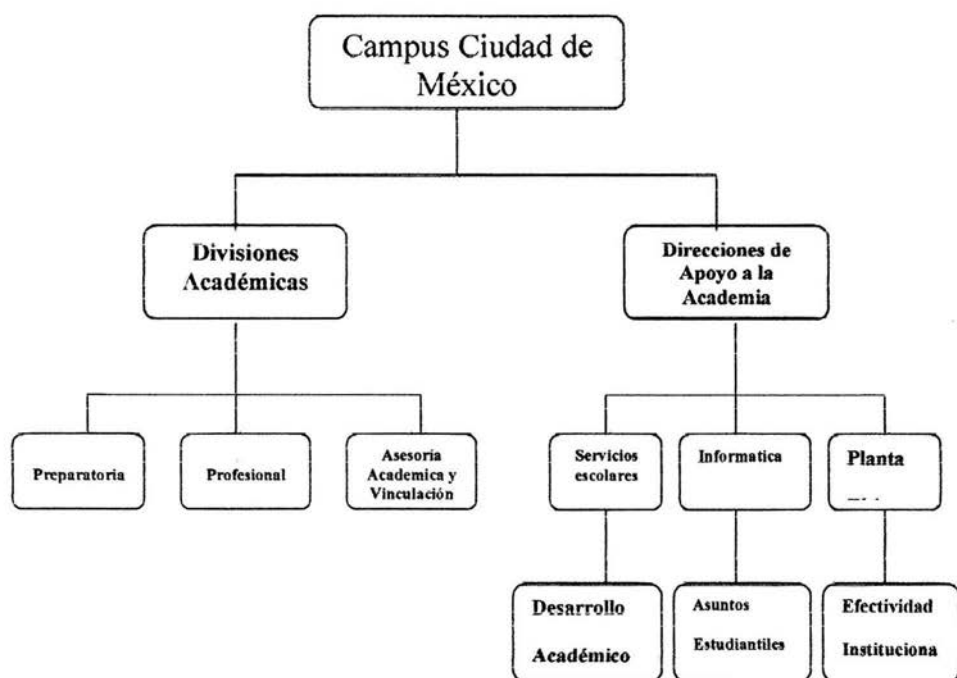 Campus Ciudad de
México
Divisiones
Académicas
Direcciones de
Apoyo a la
Academia
Preparatoria
Profesional
Asesoría
Academica y
Vinculación
Servicios
escolares
Informatica
Planta
Desarrollo
Académico
Asuntos
Estudiantiles
Efectividad
Instituciona